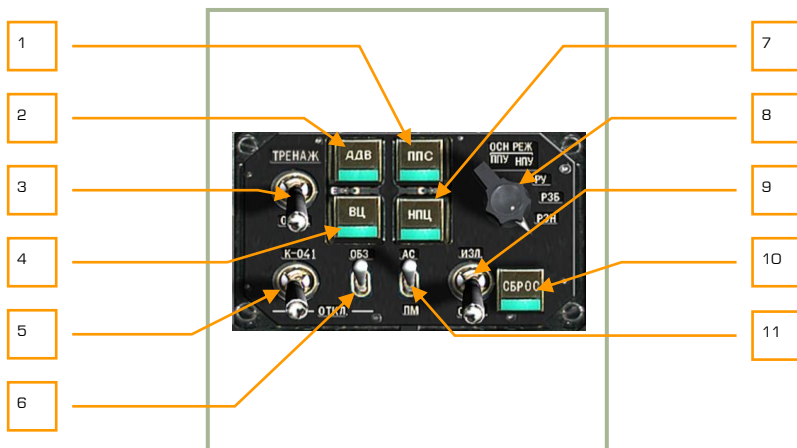 1
2
3
4
5
6
7
8
9
10
11
ТРЕНАЖ
АДВ
ППС
ОСН РЕЖ
ППУ НПУ
РУ
РЗБ
РЗН
ВЦ
НПЦ
К-041
ОБЗ
АС
ИЗЛ
СБРОС
ОТКЛ
ПМ